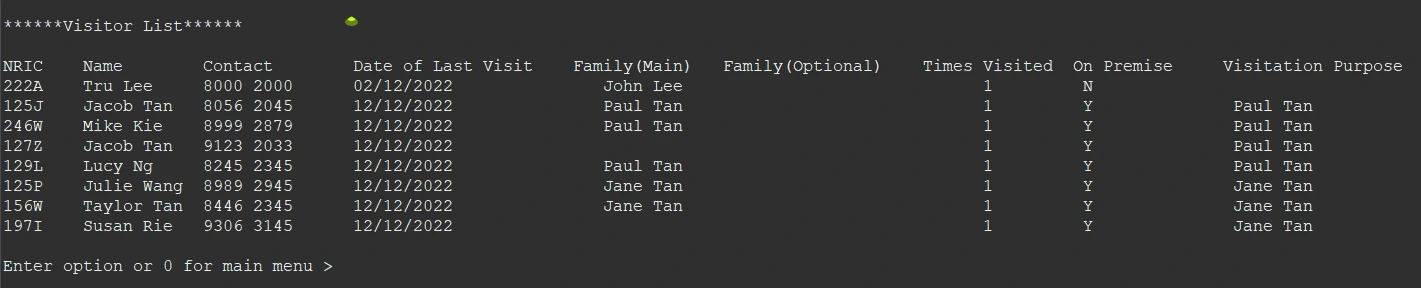 ******Visitor List******
NRIC Name Contact Date of Last Visit Family(Main) Family(Optional) Times Visited On Premise Visitation Purpose
222A Tru Lee 8000 2000 02/12/2022 John Lee 1 N
125J Jacob Tan 8056 2045 12/12/2022 Paul Tan 1 Y Paul Tan
246W Mike Kie 8999 2879 12/12/2022 Paul Tan 1 Y Paul Tan
127Z Jacob Tan 9123 2033 12/12/2022 1 Y Paul Tan
129L Lucy Ng 8245 2345 12/12/2022 Paul Tan 1 Y Paul Tan
125P Julie Wang 8989 2945 12/12/2022 Jane Tan 1 Y Jane Tan
156W Taylor Tan 8446 2345 12/12/2022 Jane Tan 1 Y Jane Tan
197I Susan Rie 9306 3145 12/12/2022 1 Y Jane Tan
Enter option or 0 for main menu >